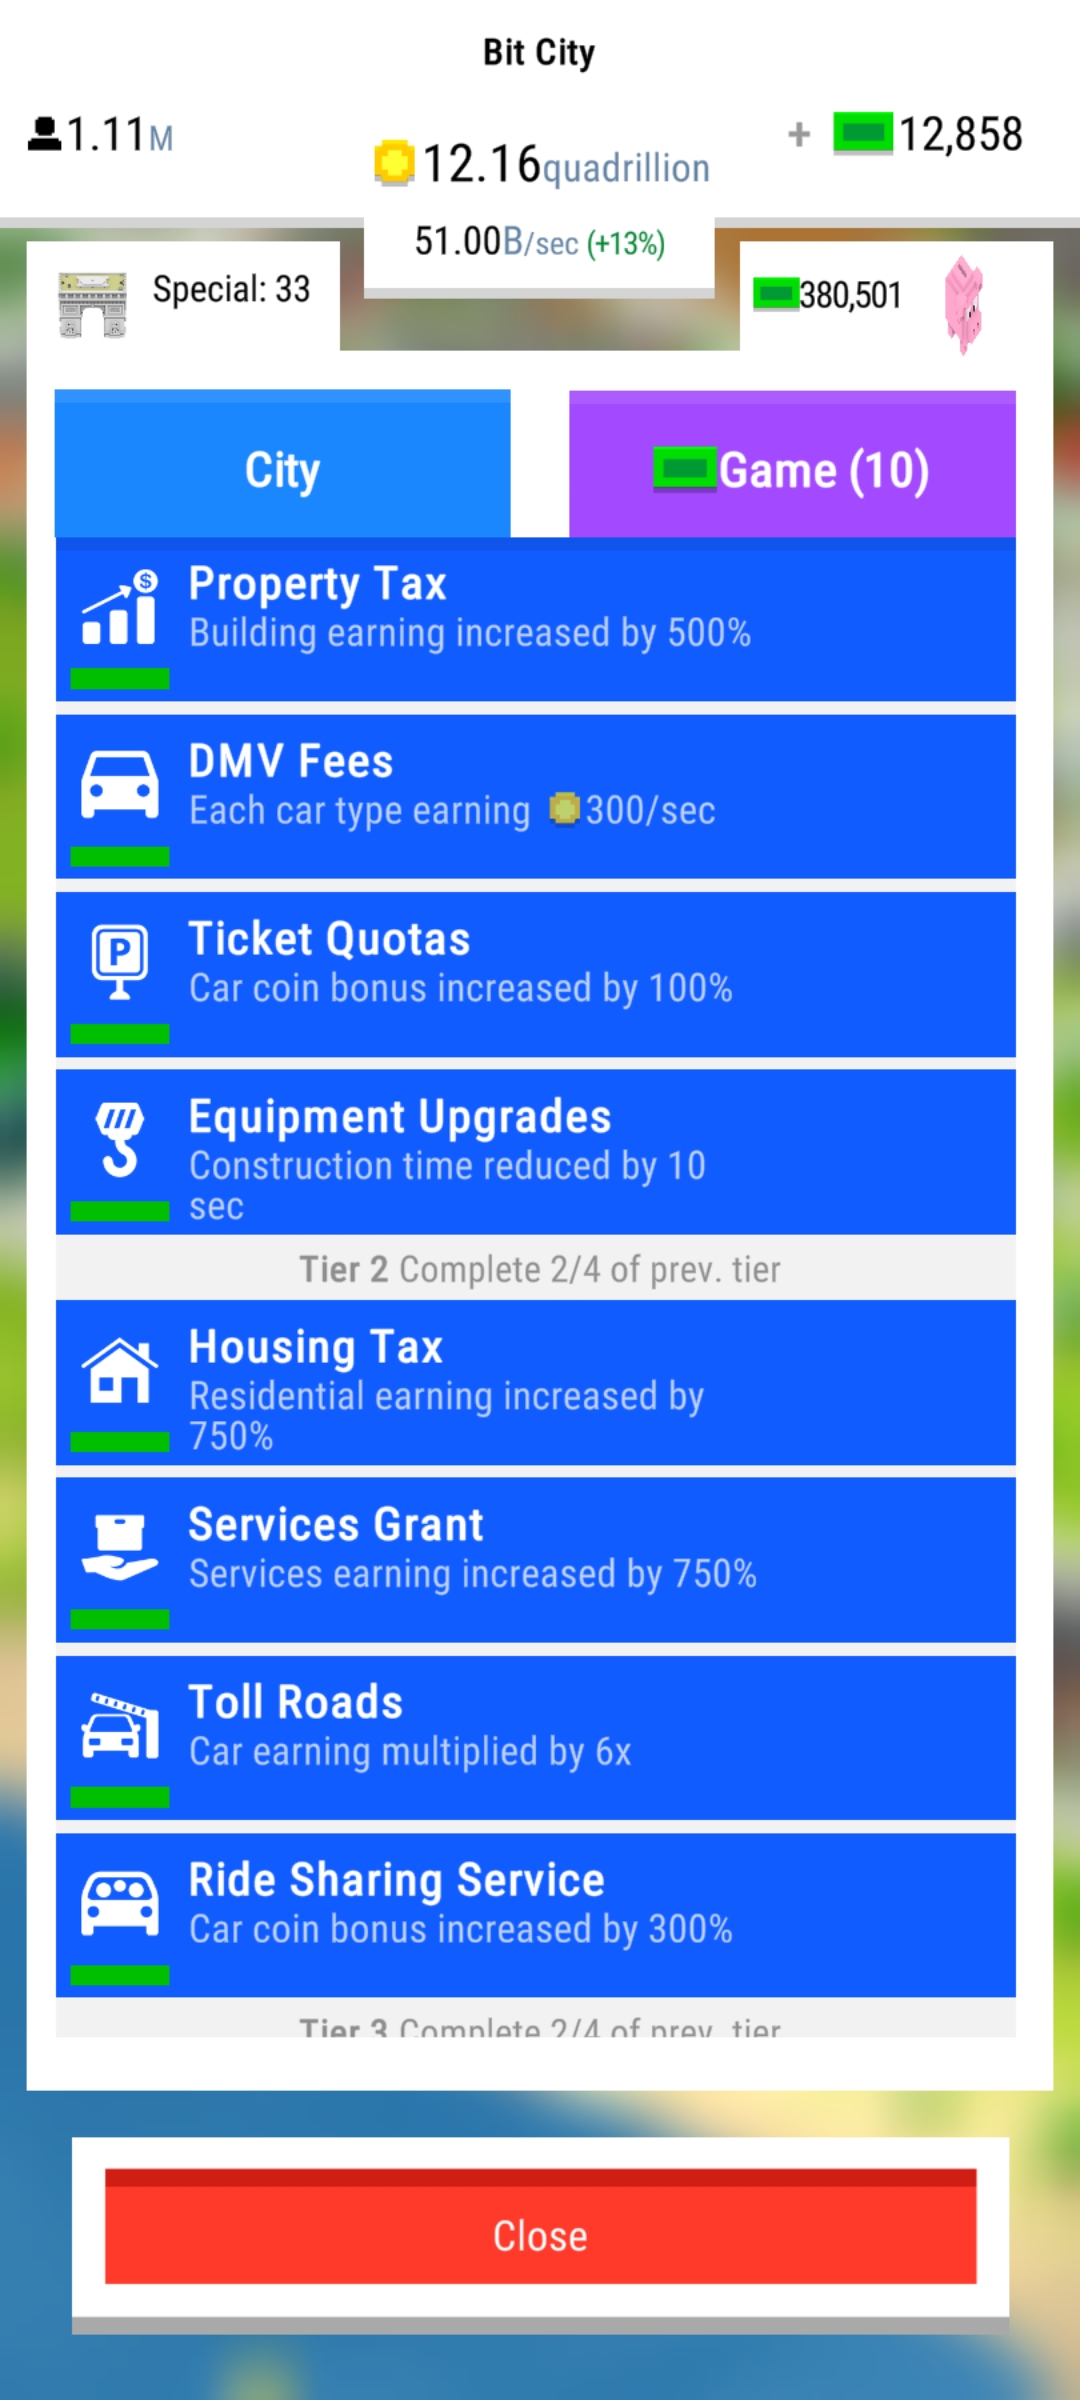 Bit City
1.11M
12.16quadrillion
+ 12,858
51.00B/sec (+13%)
Special: 33
380,501
City
Game (10)
Property Tax
Building earning increased by 500%
DMV Fees
Each car type earning 300/sec
P
Ticket Quotas
Car coin bonus increased by 100%
Equipment Upgrades
Construction time reduced by 10
sec
Tier 2 Complete 2/4 of prev. tier
Housing Tax
Residential earning increased by
750%
Services Grant
Services earning increased by 750%
Toll Roads
Car earning multiplied by 6x
Ride Sharing Service
Car coin bonus increased by 300%
Tier 3 Complete 2/4 of prev. tier
Close